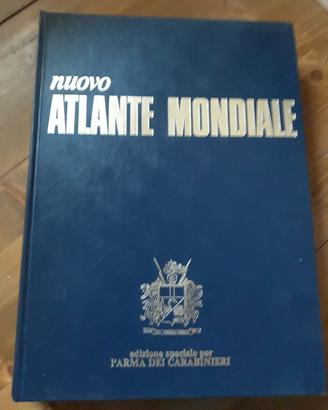 nuovo
ATLANTE MONDIALE
edizione speciale per
l'ARMA DEI CARABINIERI